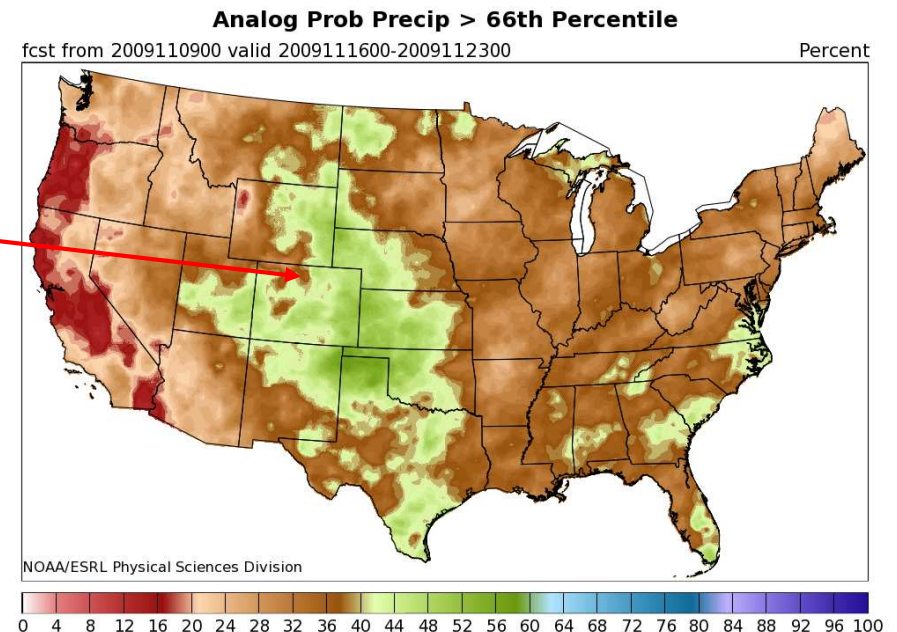 Analog Prob Precip > 66th Percentile
fcst from 2009110900 valid 2009111600-2009112300 Percent
NOAA/ESRL Physical Sciences Division
0 4 8 12 16 20 24 28 32 36 40 44 48 52 56 60 64 68 72 76 80 84 88 92 96 100